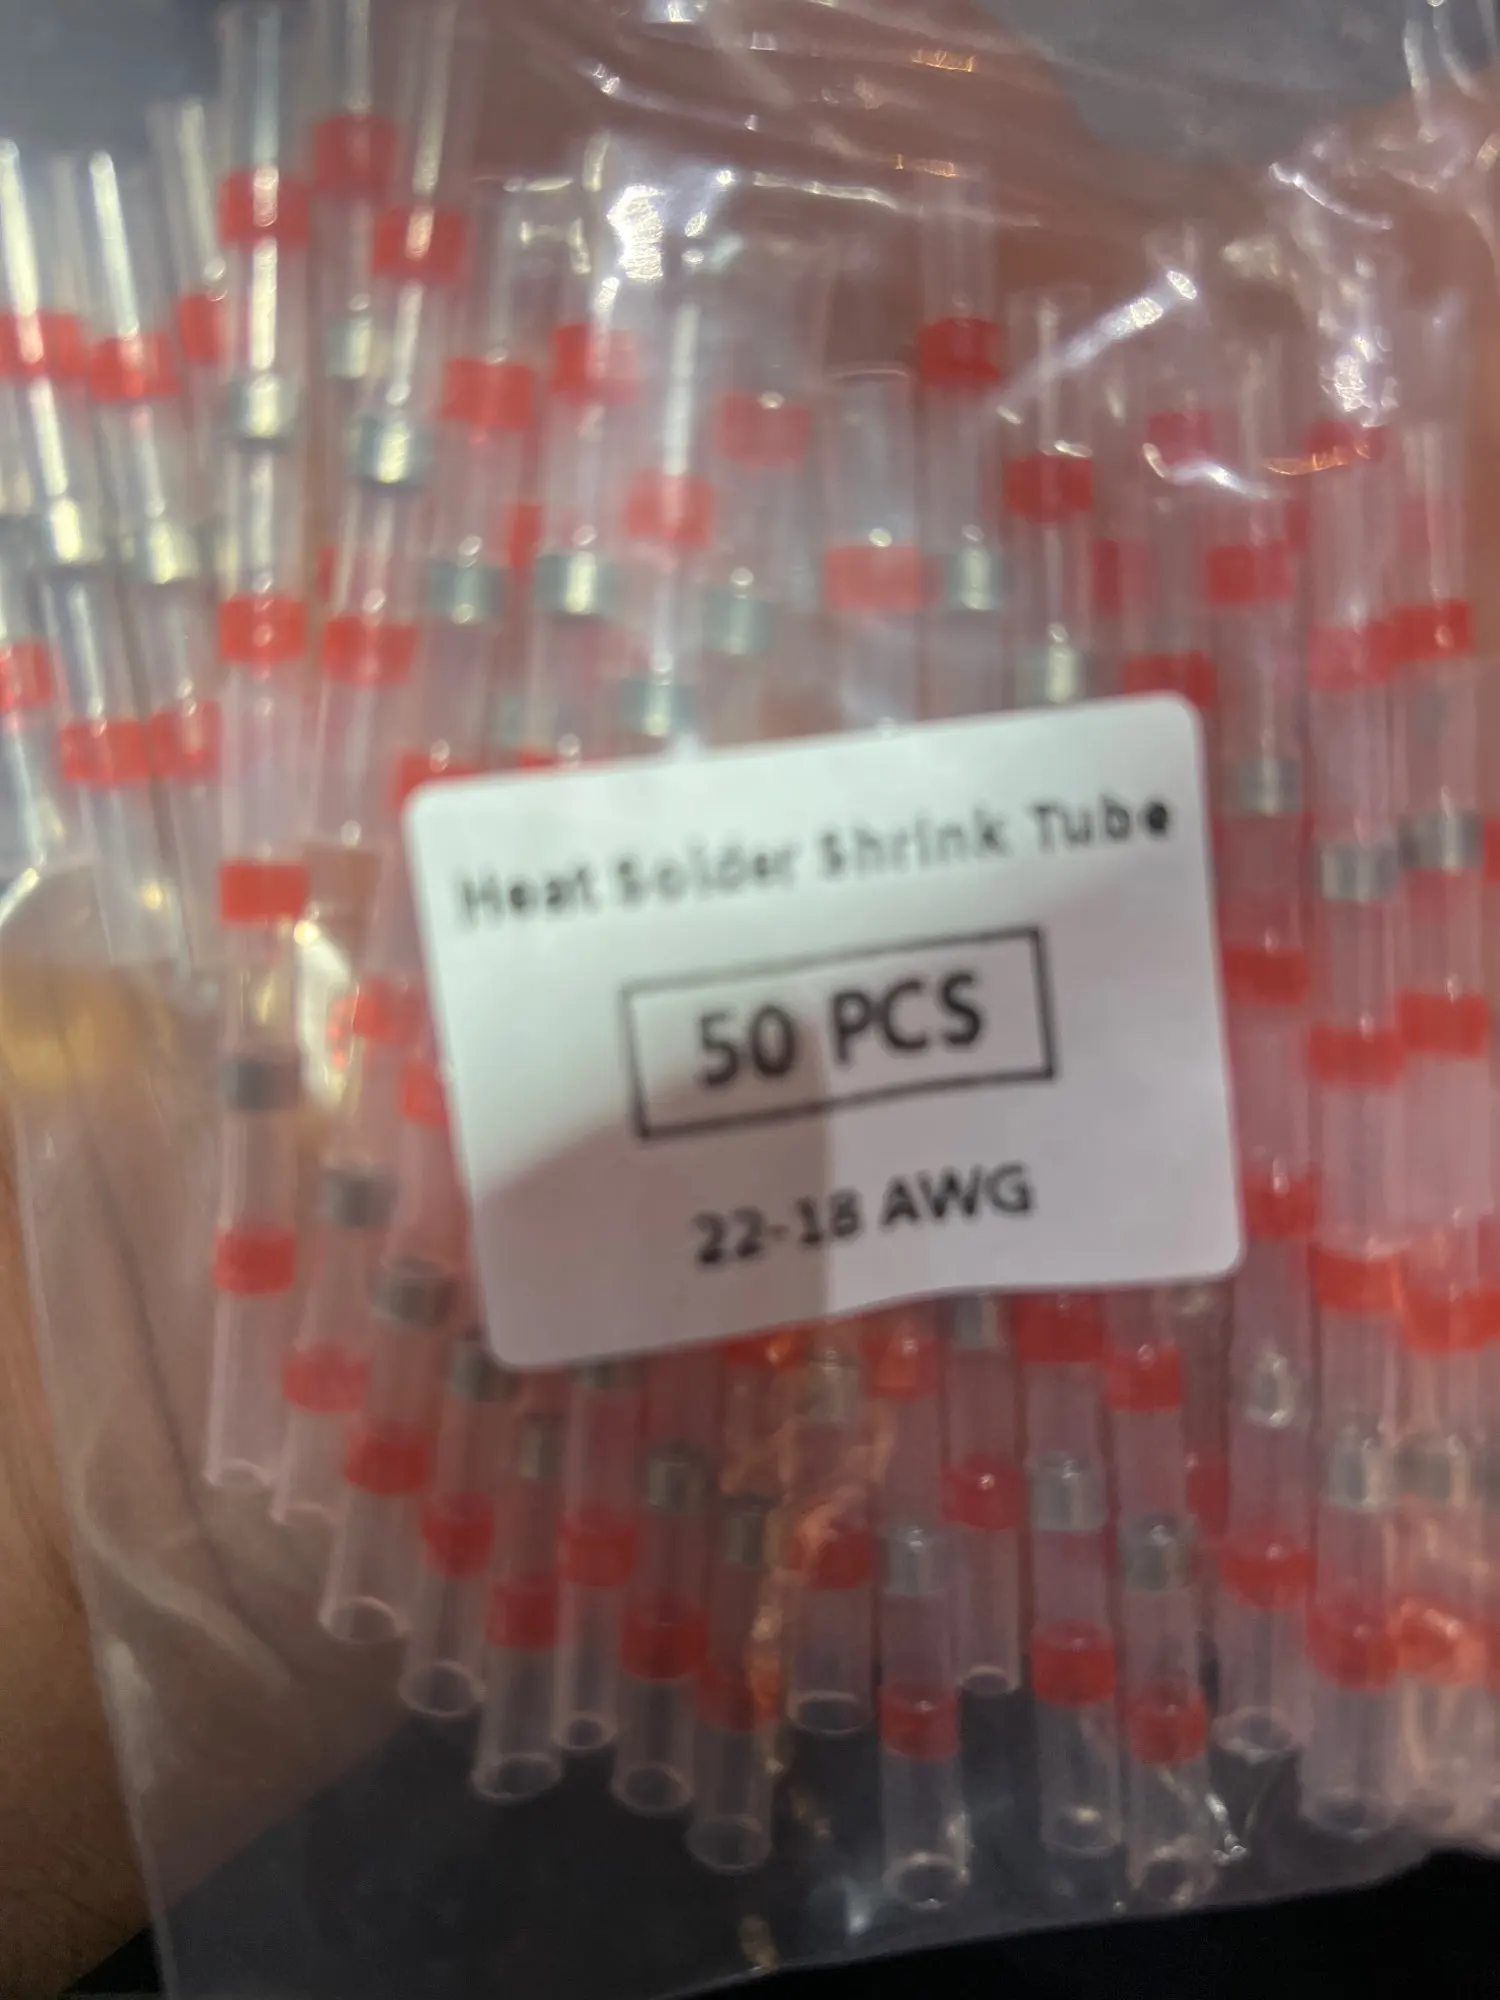 Heat Solder Shrink Tube
50 PCS
22-18 AWG